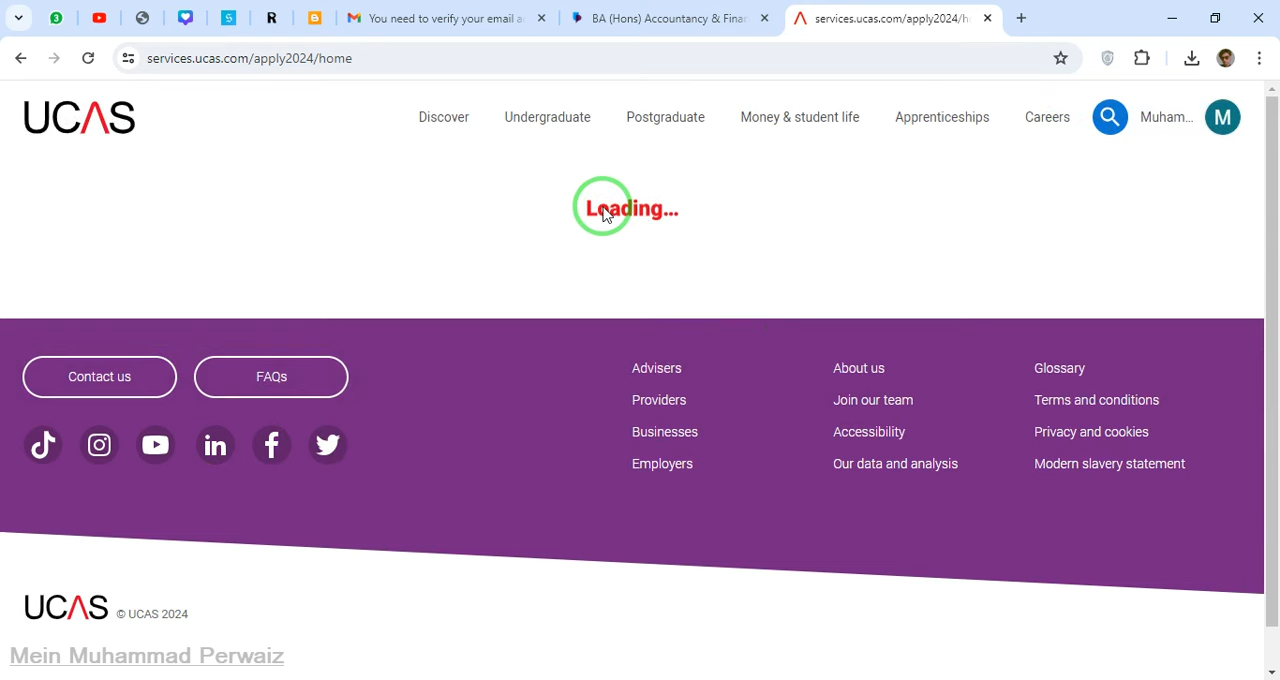 You need to verify your email a
BA (Hons) Accountancy & Finan
services.ucas.com/apply2024/h
services.ucas.com/apply2024/home
UCAS
Discover
Undergraduate
Postgraduate
Money & student life
Apprenticeships
Careers
Muham...
M
Loading...
Contact us
FAQs
Advisers
About us
Glossary
Providers
Join our team
Terms and conditions
Businesses
Accessibility
Privacy and cookies
Employers
Our data and analysis
Modern slavery statement
UCAS © UCAS 2024
Mein Muhammad Perwaiz